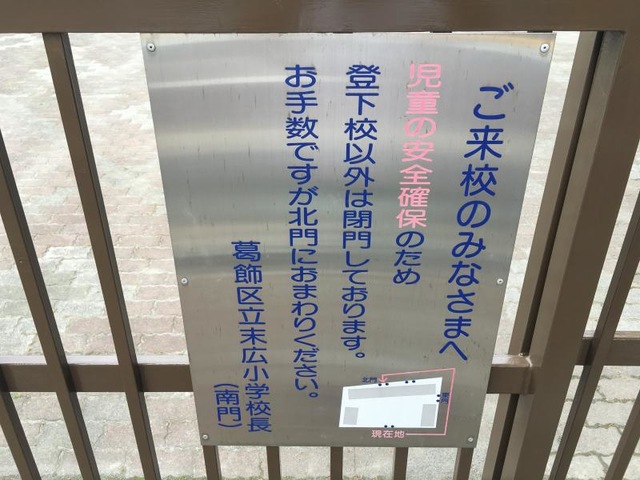 ご来校のみなさまへ
児童の安全確保のため
登下校以外は閉門しております。
お手数ですが北門におまわりください。
葛飾区立末広小学校長
(南門)
北門
現在地